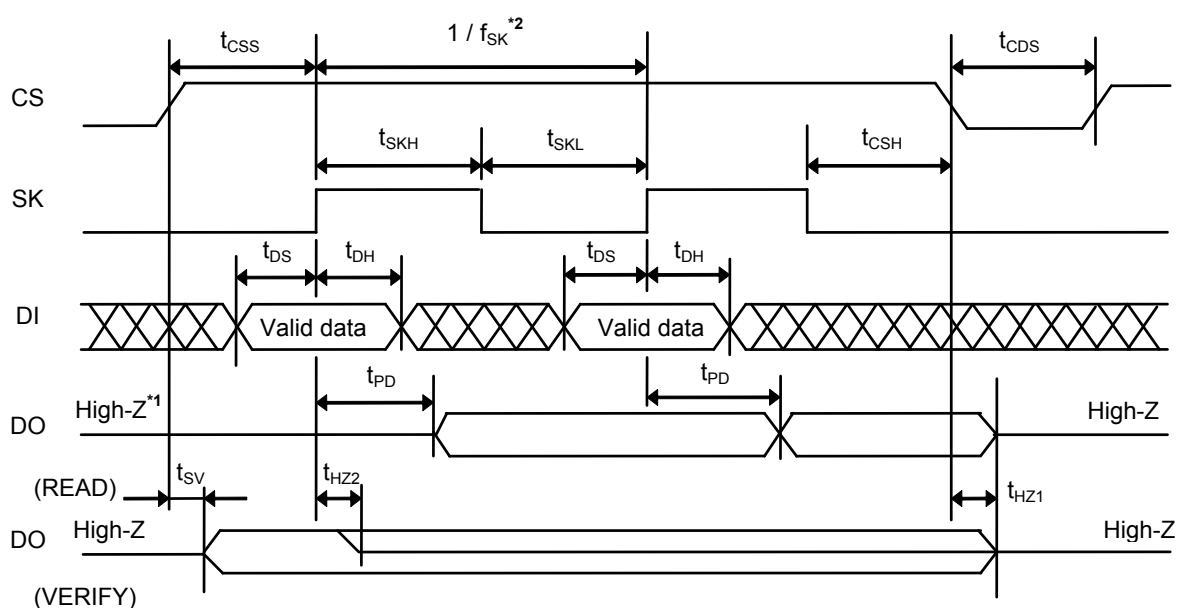 tCSS 1 / fSK*2 tCDS
CS
tSKH tSKL tCSH
SK
tDS tDH tDS tDH
DI Valid data Valid data
tPD tPD
DO High-Z*1 High-Z
(READ) tSV tHZ2 tHZ1
DO High-Z High-Z
(VERIFY)